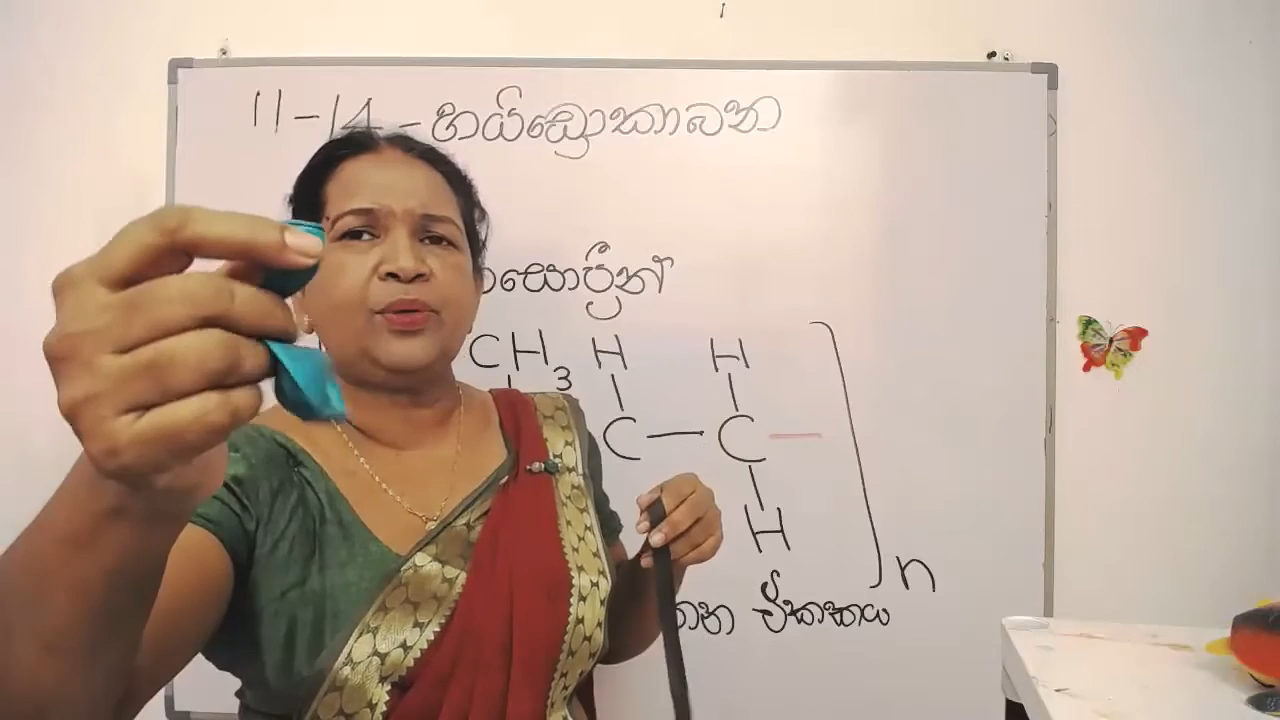 11-14-හයිඩ්‍රොකාබන
සොප්‍රීන්
CH3 H H
C — C —
H
n
ඒකකය